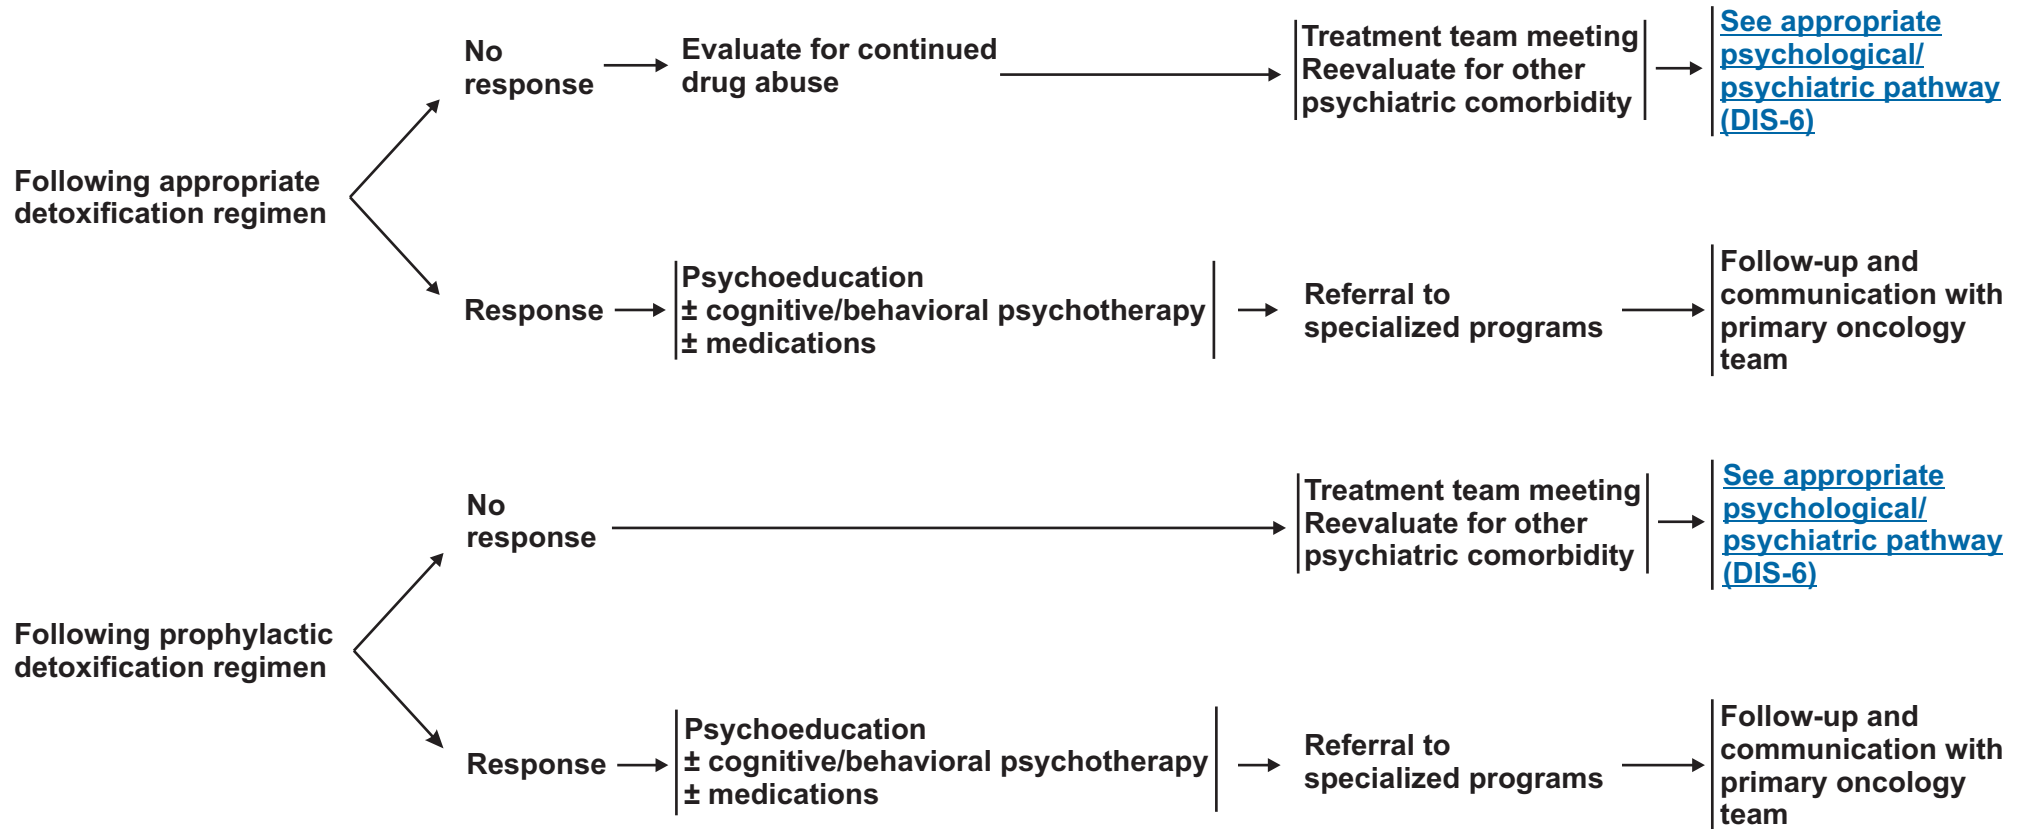 No
response
Evaluate for continued
drug abuse
Treatment team meeting
Reevaluate for other
psychiatric comorbidity
See appropriate
psychological/
psychiatric pathway
(DIS-6)
Following appropriate
detoxification regimen
Response
Psychoeducation
± cognitive/behavioral psychotherapy
± medications
Referral to
specialized programs
Follow-up and
communication with
primary oncology
team
No
response
Treatment team meeting
Reevaluate for other
psychiatric comorbidity
See appropriate
psychological/
psychiatric pathway
(DIS-6)
Following prophylactic
detoxification regimen
Response
Psychoeducation
± cognitive/behavioral psychotherapy
± medications
Referral to
specialized programs
Follow-up and
communication with
primary oncology
team